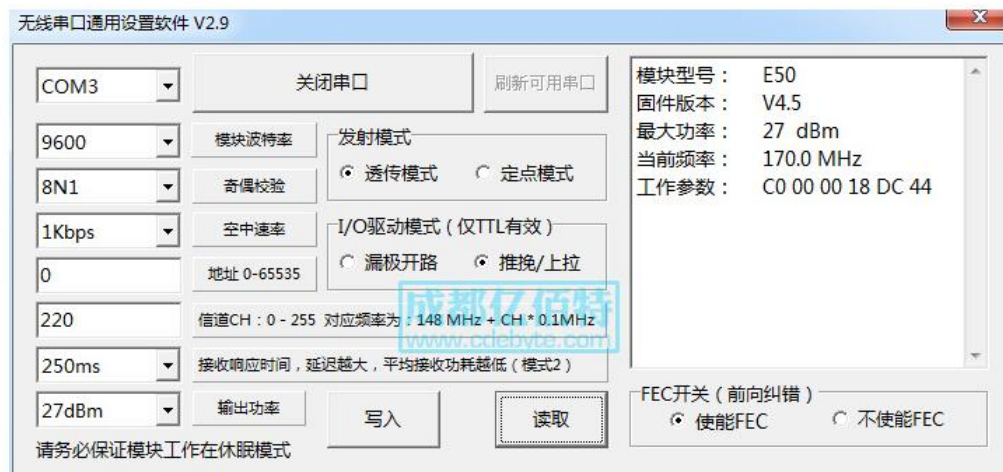 无线串口通用设置软件 V2.9
x
COM3
关闭串口
刷新可用串口
9600
模块波特率
发射模式
8N1
奇偶校验
透传模式
定点模式
1Kbps
空中速率
I/O驱动模式（仅TTL有效）
0
地址 0-65535
漏极开路
推挽/上拉
220
信道CH：0 - 255 对应频率为：148 MHz + CH * 0.1MHz
250ms
接收响应时间，延迟越大，平均接收功耗越低（模式2）
27dBm
输出功率
写入
读取
请务必保证模块工作在休眠模式
模块型号： E50
固件版本： V4.5
最大功率： 27 dBm
当前频率： 170.0 MHz
工作参数： C0 00 00 18 DC 44
FEC开关（前向纠错）
使能FEC
不使能FEC
成都亿佰特
www.cdebyte.com